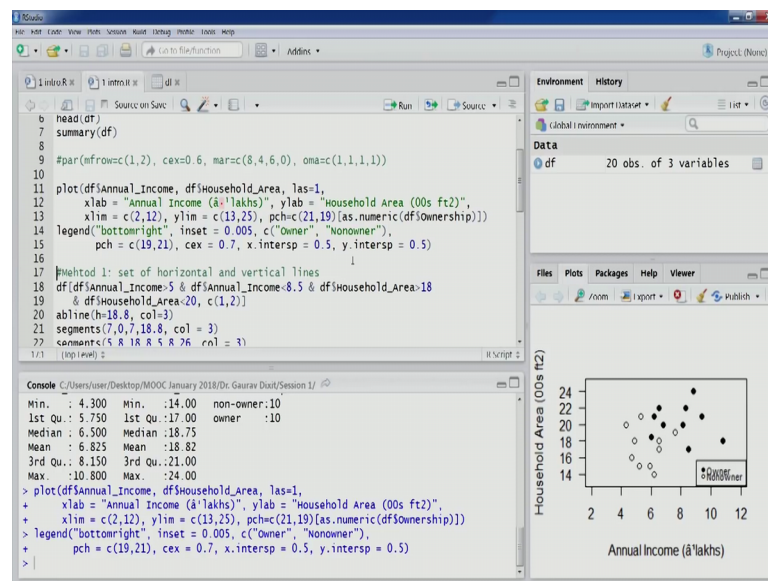 RStudio
File Edit Code View Plots Session Build Debug Profile Tools Help
Go to file/function
Addins
Project: (None)
1 intro.R
1 intro.R
df
Source on Save
Run
Source
6 head(df)
7 summary(df)
8
9 #par(mfrow=c(1,2), cex=0.6, mar=c(8,4,6,0), oma=c(1,1,1,1))
10
11 plot(df$Annual_Income, df$Household_Area, las=1,
12 xlab = "Annual Income (â‚¹lakhs)", ylab = "Household Area (00s ft2)",
13 xlim = c(2,12), ylim = c(13,25), pch=c(21,19)[as.numeric(df$Ownership)])
14 legend("bottomright", inset = 0.005, c("Owner", "Nonowner"),
15 pch = c(19,21), cex = 0.7, x.intersp = 0.5, y.intersp = 0.5)
16
17 #Mehtod 1: set of horizontal and vertical lines
18 df[df$Annual_Income>5 & df$Annual_Income<8.5 & df$Household_Area>18
19 & df$Household_Area<20, c(1,2)]
20 abline(h=18.8, col=3)
21 segments(7,0,7,18.8, col = 3)
22 segments(5.8,18.8,5.8,26, col = 3)
17:1 (Top Level) R Script
Console C:/Users/user/Desktop/MOOC January 2018/Dr. Gaurav Dixit/Session 1/
Min. : 4.300 Min. :14.00 non-owner:10
1st Qu.: 5.750 1st Qu.:17.00 owner :10
Median : 6.500 Median :18.75
Mean : 6.825 Mean :18.82
3rd Qu.: 8.150 3rd Qu.:21.00
Max. :10.800 Max. :24.00
> plot(df$Annual_Income, df$Household_Area, las=1,
+ xlab = "Annual Income (â'lakhs)", ylab = "Household Area (00s ft2)",
+ xlim = c(2,12), ylim = c(13,25), pch=c(21,19)[as.numeric(df$Ownership)])
> legend("bottomright", inset = 0.005, c("Owner", "Nonowner"),
+ pch = c(19,21), cex = 0.7, x.intersp = 0.5, y.intersp = 0.5)
>
Environment History
Import Dataset
List
Global Environment
Data
df 20 obs. of 3 variables
Files Plots Packages Help Viewer
Zoom Export Publish
Household Area (00s ft2)
24
22
20
18
16
14
Owner
Nonowner
2 4 6 8 10 12
Annual Income (â'lakhs)